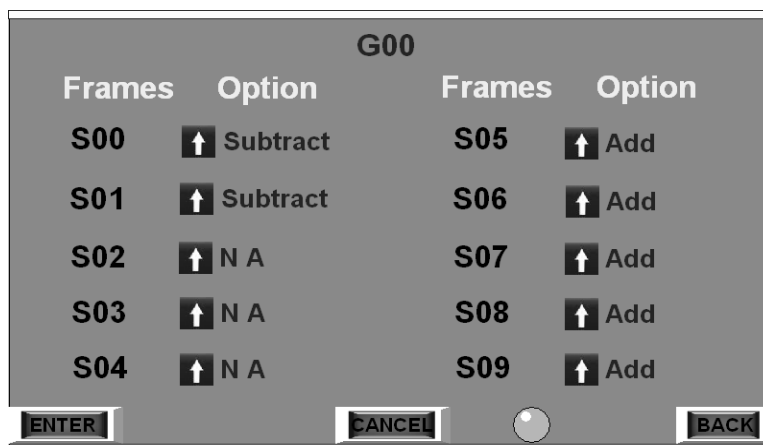 G00
Frames Option Frames Option
S00 Subtract S05 Add
S01 Subtract S06 Add
S02 N A S07 Add
S03 N A S08 Add
S04 N A S09 Add
ENTER CANCEL BACK